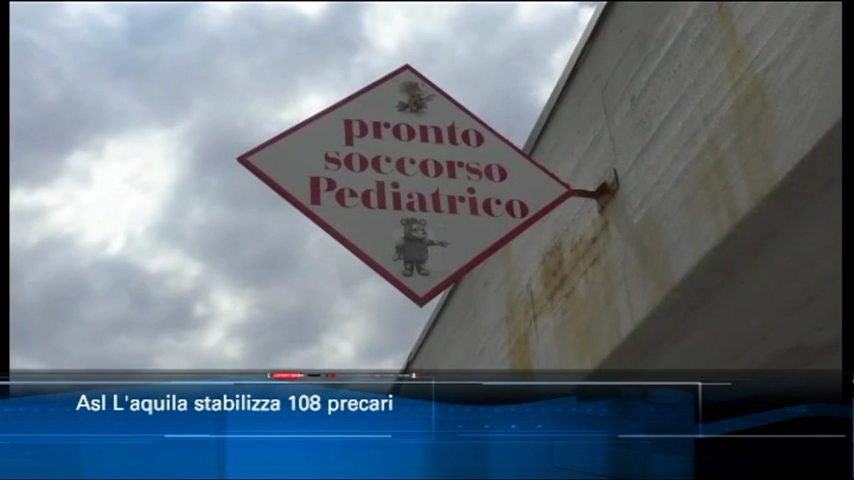 pronto
soccorso
Pediatrico
Asl L'aquila stabilizza 108 precari